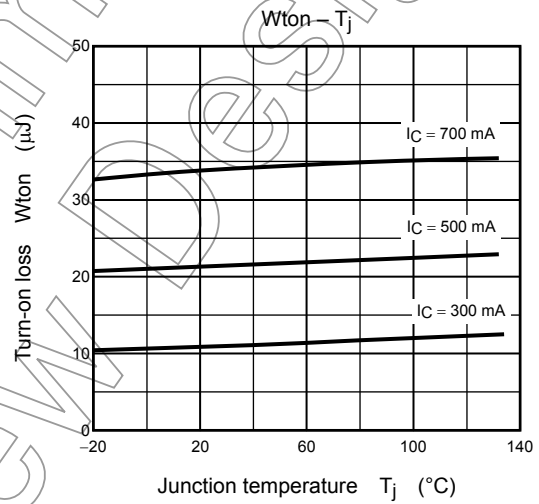 Wton – Tj
50
40
30
20
10
0
Turn-on loss Wton (μJ)
IC = 700 mA
IC = 500 mA
IC = 300 mA
–20
20
60
100
140
Junction temperature Tj (°C)